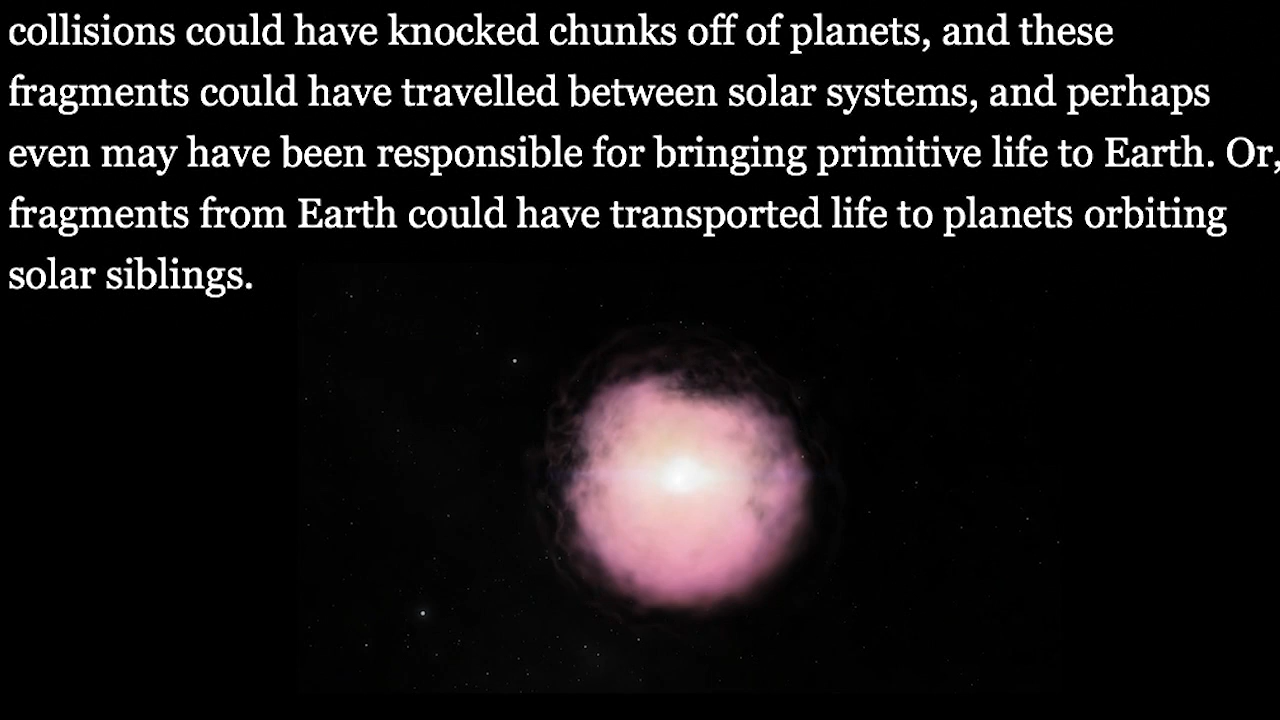 collisions could have knocked chunks off of planets, and these
fragments could have travelled between solar systems, and perhaps
even may have been responsible for bringing primitive life to Earth. Or,
fragments from Earth could have transported life to planets orbiting
solar siblings.